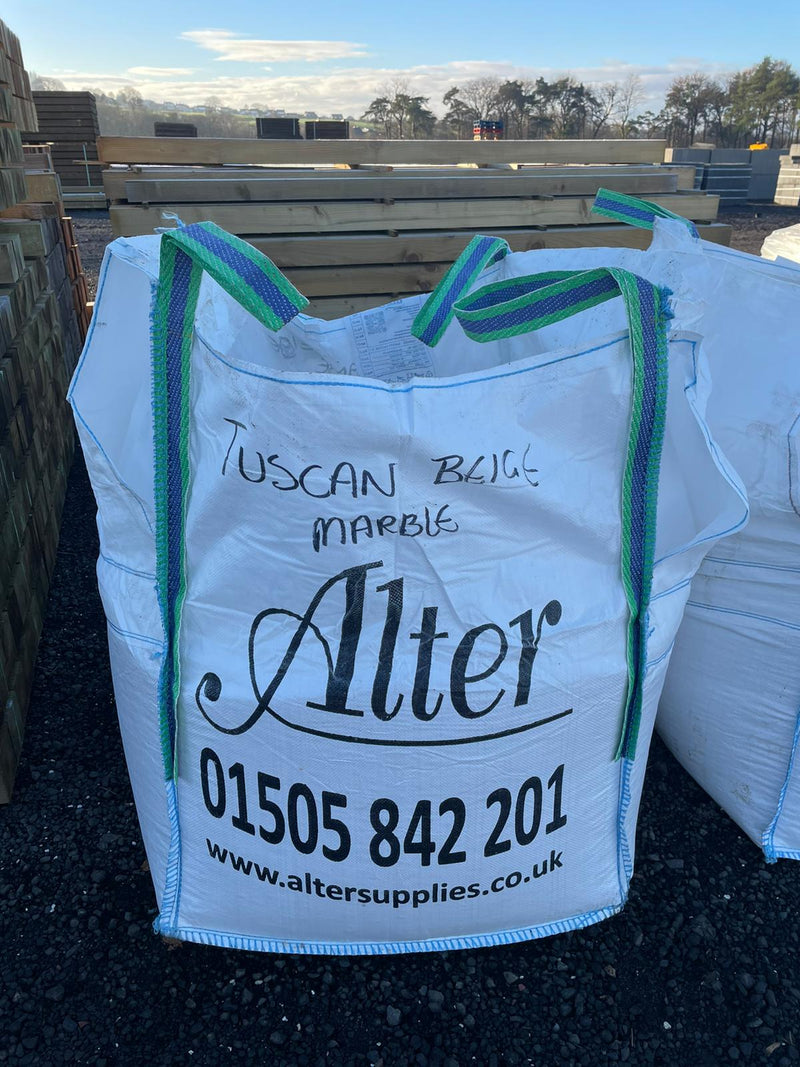 TUSCAN BEIGE
MARBLE
Alter
01505 842 201
www.altersupplies.co.uk